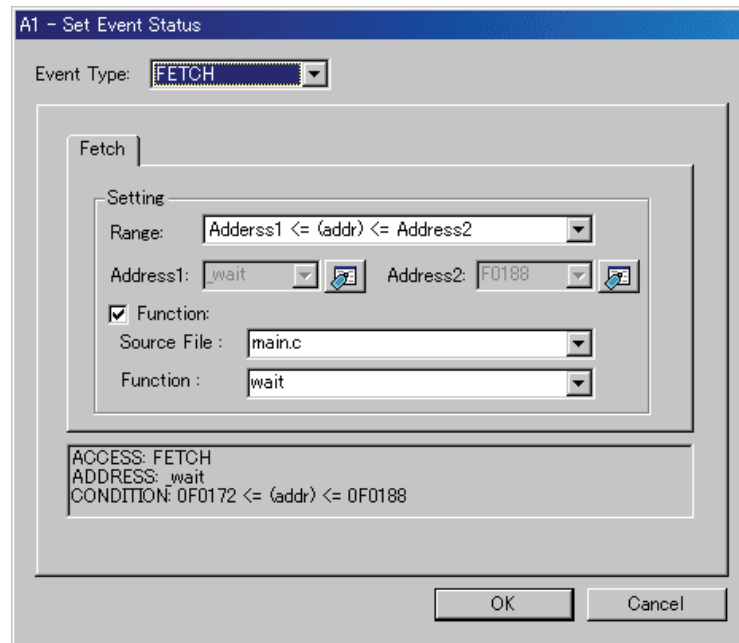 A1 - Set Event Status
Event Type: FETCH
Fetch
Setting
Range: Adderss1 <= (addr) <= Address2
Address1: _wait Address2: F0188
Function:
Source File : main.c
Function : wait
ACCESS: FETCH
ADDRESS: _wait
CONDITION: 0F0172 <= (addr) <= 0F0188
OK Cancel